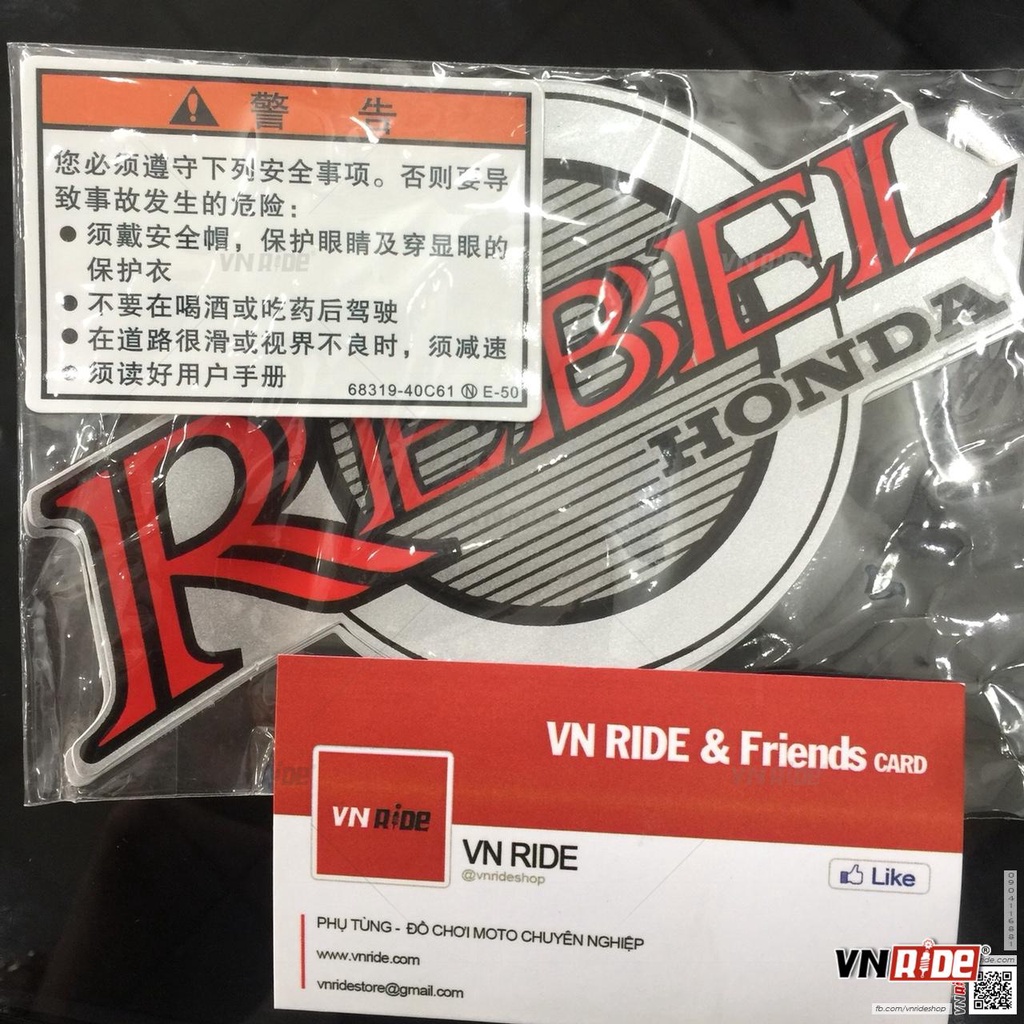 警 告
您必须遵守下列安全事项。否则要导
致事故发生的危险：
● 须戴安全帽，保护眼睛及穿显眼的
保护衣
● 不要在喝酒或吃药后驾驶
● 在道路很滑或视界不良时，须减速
● 须读好用户手册
68319-40C61 Ⓝ E-50
REBEL
HONDA
VN RIDE & Friends CARD
VN RiDE
VN RIDE
@vnrideshop
Like
PHỤ TÙNG - ĐỒ CHƠI MOTO CHUYÊN NGHIỆP
www.vnride.com
vnridestore@gmail.com
0904116881
VN RiDE®
fb.com/vnrideshop